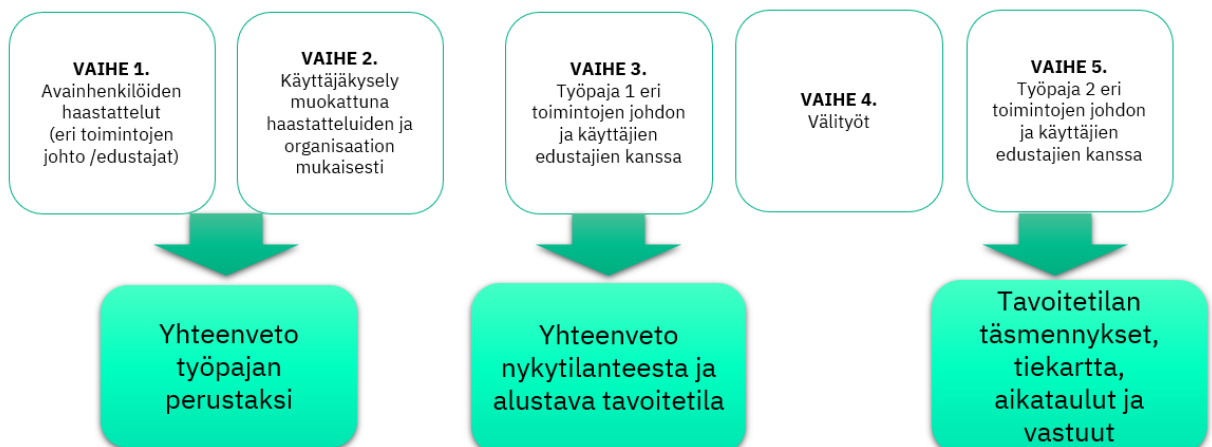 VAIHE 1.
Avainhenkilöiden
haastattelut
(eri toimintojen
johto /edustajat)
VAIHE 2.
Käyttäjäkysely
muokattuna
haastatteluiden ja
organisaation
mukaisesti
VAIHE 3.
Työpaja 1 eri
toimintojen johdon
ja käyttäjien
edustajien kanssa
VAIHE 4.
Välityöt
VAIHE 5.
Työpaja 2 eri
toimintojen johdon
ja käyttäjien
edustajien kanssa
Yhteenveto
työpajan
perustaksi
Yhteenveto
nykytilanteesta ja
alustava tavoitetila
Tavoitetilan
täsmennykset,
tiekartta,
aikataulut ja
vastuut